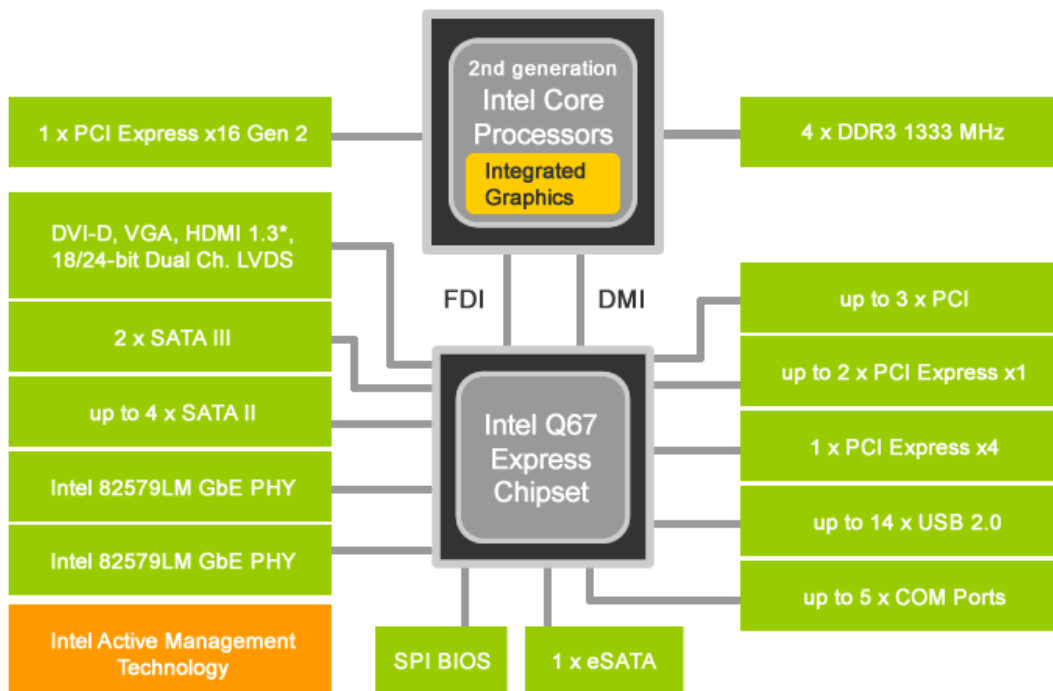 2nd generation
Intel Core
Processors
Integrated
Graphics
1 x PCI Express x16 Gen 2
4 x DDR3 1333 MHz
DVI-D, VGA, HDMI 1.3*,
18/24-bit Dual Ch. LVDS
2 x SATA III
up to 4 x SATA II
Intel 82579LM GbE PHY
Intel 82579LM GbE PHY
Intel Active Management
Technology
FDI
DMI
Intel Q67
Express
Chipset
up to 3 x PCI
up to 2 x PCI Express x1
1 x PCI Express x4
up to 14 x USB 2.0
up to 5 x COM Ports
SPI BIOS
1 x eSATA